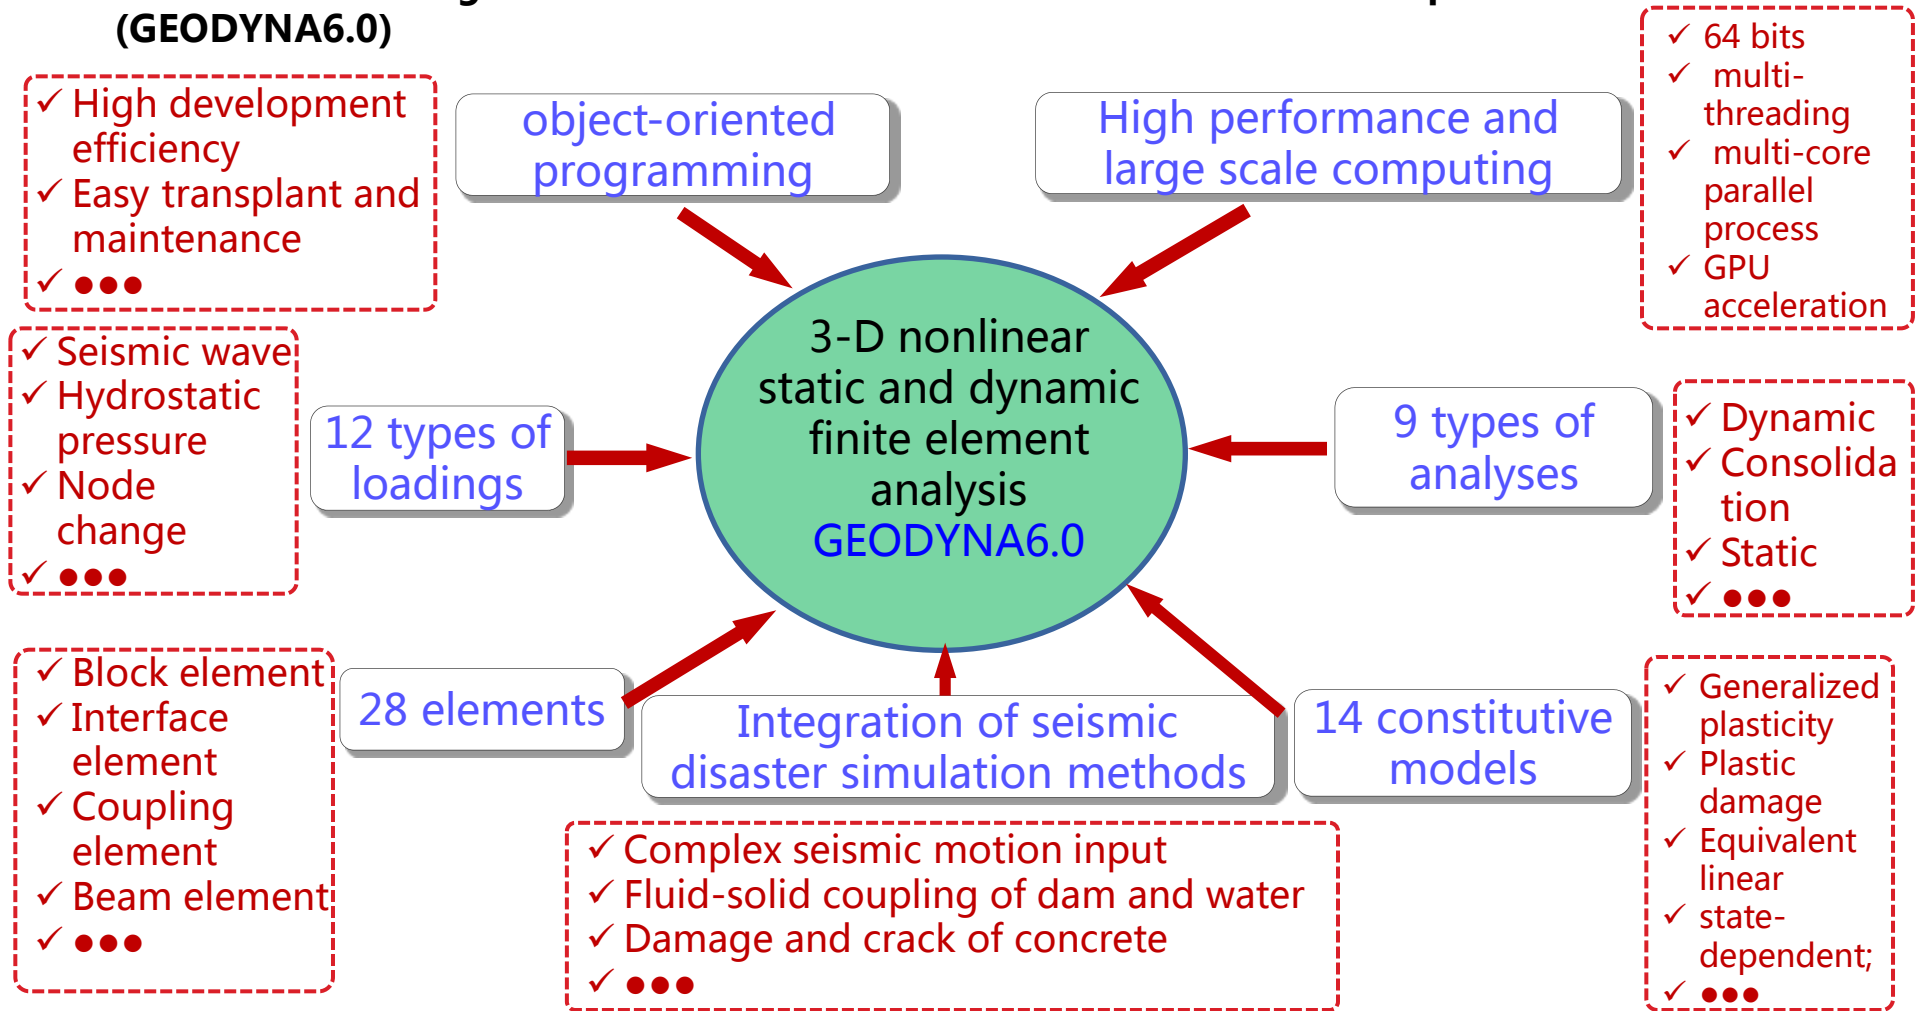 (GEODYNA6.0)
✓ High development
efficiency
✓ Easy transplant and
maintenance
✓ ●●●
object-oriented
programming
High performance and
large scale computing
✓ 64 bits
✓ multi-
threading
✓ multi-core
parallel
process
✓ GPU
acceleration
3-D nonlinear
static and dynamic
finite element
analysis
GEODYNA6.0
✓ Seismic wave
✓ Hydrostatic
pressure
✓ Node
change
✓ ●●●
12 types of
loadings
9 types of
analyses
✓ Dynamic
✓ Consolida
tion
✓ Static
✓ ●●●
✓ Block element
✓ Interface
element
✓ Coupling
element
✓ Beam element
✓ ●●●
28 elements
Integration of seismic
disaster simulation methods
✓ Complex seismic motion input
✓ Fluid-solid coupling of dam and water
✓ Damage and crack of concrete
✓ ●●●
14 constitutive
models
✓ Generalized
plasticity
✓ Plastic
damage
✓ Equivalent
linear
✓ state-
dependent;
✓ ●●●